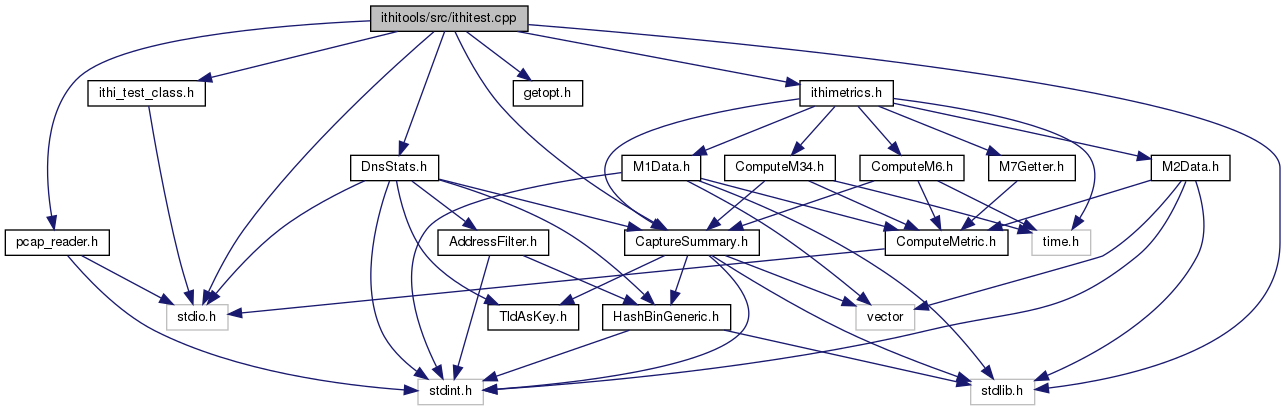 ithitools/src/ithitest.cpp
ithi_test_class.h
getopt.h
ithimetrics.h
DnsStats.h
M1Data.h
ComputeM34.h
ComputeM6.h
M7Getter.h
M2Data.h
pcap_reader.h
AddressFilter.h
CaptureSummary.h
ComputeMetric.h
time.h
stdio.h
TldAsKey.h
HashBinGeneric.h
vector
stdint.h
stdlib.h